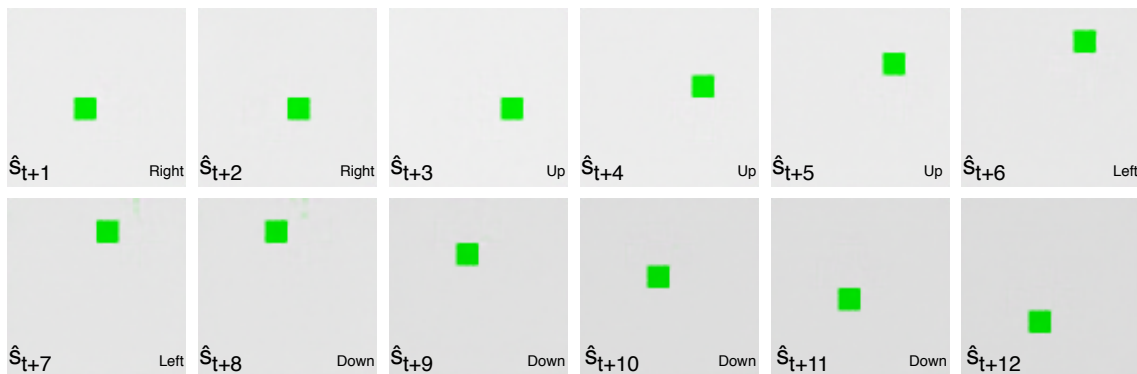 ŝt+1 Right
ŝt+2 Right
ŝt+3 Up
ŝt+4 Up
ŝt+5 Up
ŝt+6 Left
ŝt+7 Left
ŝt+8 Down
ŝt+9 Down
ŝt+10 Down
ŝt+11 Down
ŝt+12